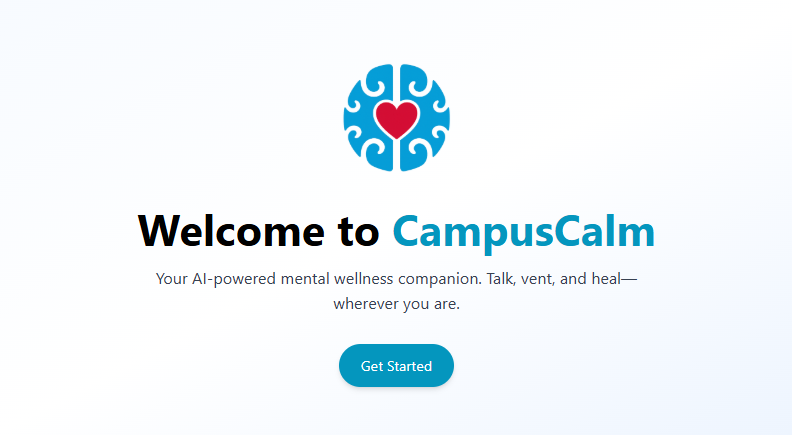 Welcome to CampusCalm
Your AI-powered mental wellness companion. Talk, vent, and heal—
wherever you are.
Get Started